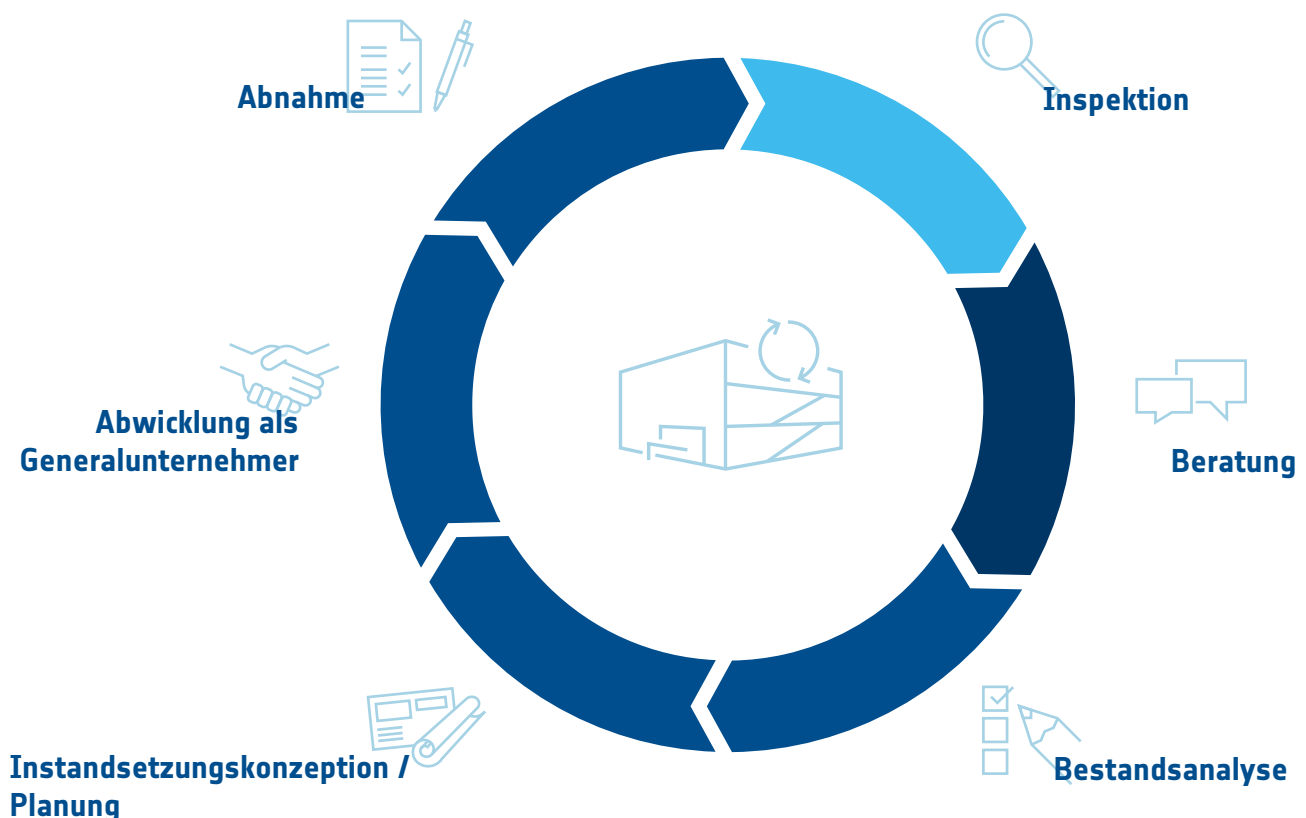 Abnahme
Inspektion
Abwicklung als
Generalunternehmer
Beratung
Instandsetzungskonzeption /
Planung
Bestandsanalyse